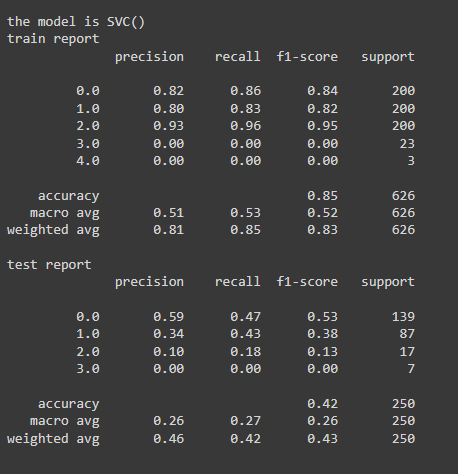 the model is SVC()
train report
precision recall f1-score support
0.0 0.82 0.86 0.84 200
1.0 0.80 0.83 0.82 200
2.0 0.93 0.96 0.95 200
3.0 0.00 0.00 0.00 23
4.0 0.00 0.00 0.00 3
accuracy 0.85 626
macro avg 0.51 0.53 0.52 626
weighted avg 0.81 0.85 0.83 626
test report
precision recall f1-score support
0.0 0.59 0.47 0.53 139
1.0 0.34 0.43 0.38 87
2.0 0.10 0.18 0.13 17
3.0 0.00 0.00 0.00 7
accuracy 0.42 250
macro avg 0.26 0.27 0.26 250
weighted avg 0.46 0.42 0.43 250